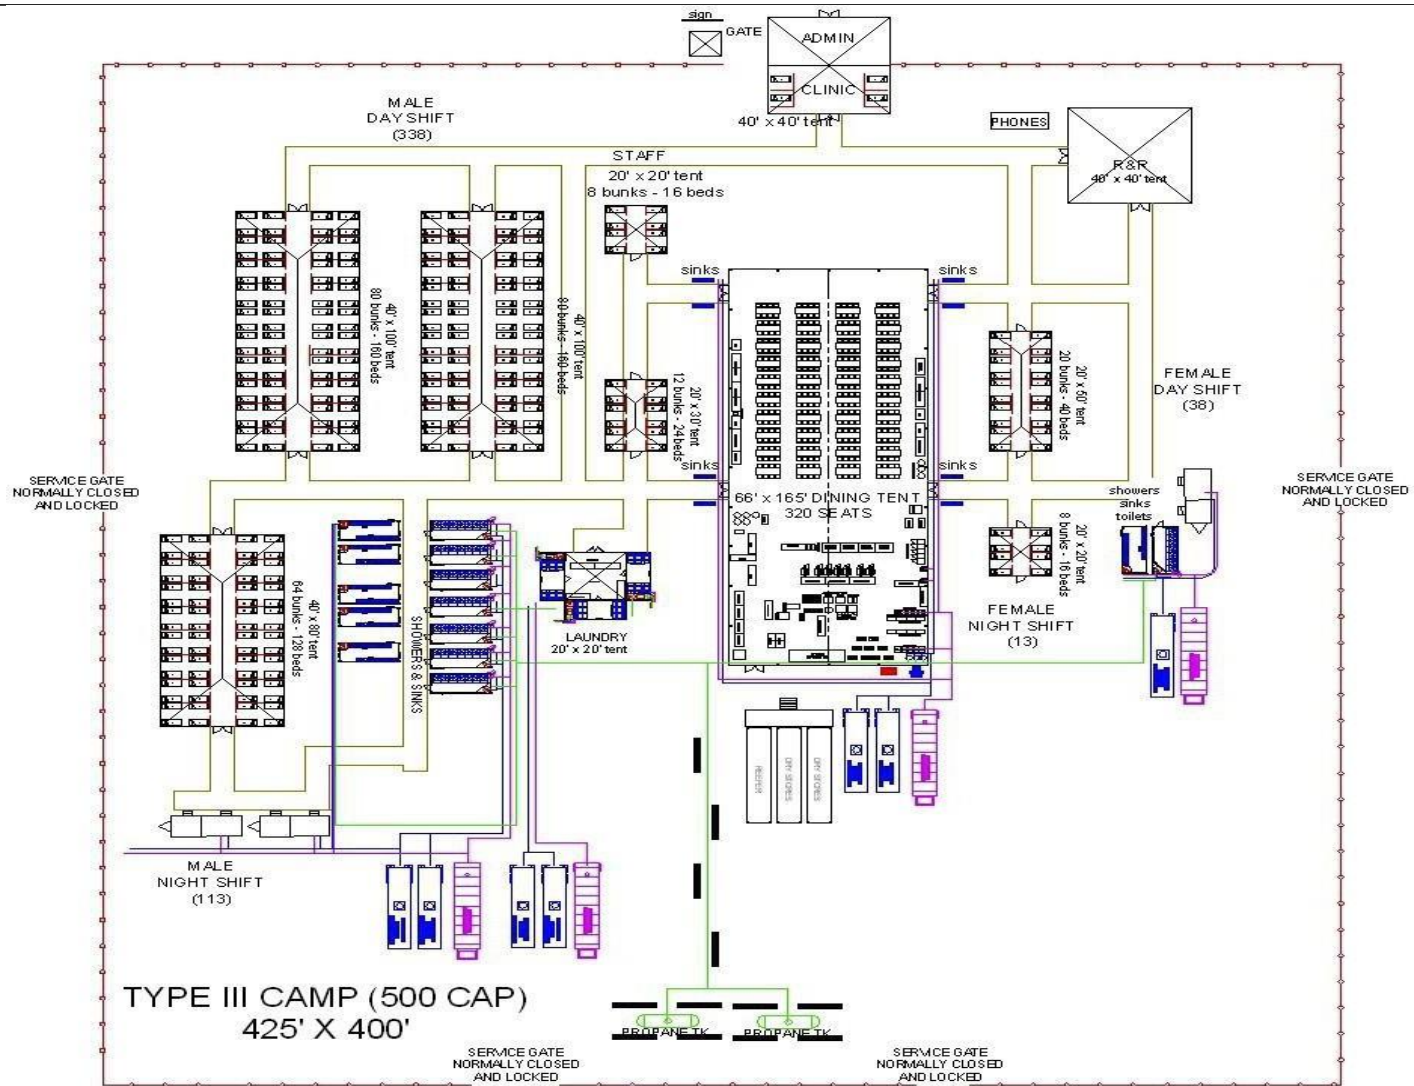 sign
GATE
ADMIN
CLINIC
40' x 40' tent
MALE
DAY SHIFT
(338)
PHONES
R&R
40' x 40' tent
STAFF
20' x 20' tent
8 bunks - 16 beds
sinks
sinks
40' x 100' tent
80 bunks - 160 beds
40' x 100' tent
80 bunks - 160 beds
20' x 30' tent
12 bunks - 24 beds
20' x 50' tent
20 bunks - 40 beds
FEMALE
DAY SHIFT
(38)
sinks
sinks
SERVICE GATE
NORMALLY CLOSED
AND LOCKED
66' x 165' DINING TENT
320 SEATS
showers
sinks
toilets
SERVICE GATE
NORMALLY CLOSED
AND LOCKED
40' x 80' tent
64 bunks - 128 beds
SHOWERS & SINKS
LAUNDRY
20' x 20' tent
20' x 20' tent
8 bunks - 16 beds
FEMALE
NIGHT SHIFT
(13)
REEFER
DRY STORES
DRY STORES
MALE
NIGHT SHIFT
(113)
TYPE III CAMP (500 CAP)
425' X 400'
PROPANE TK
PROPANE TK
SERVICE GATE
NORMALLY CLOSED
AND LOCKED
SERVICE GATE
NORMALLY CLOSED
AND LOCKED